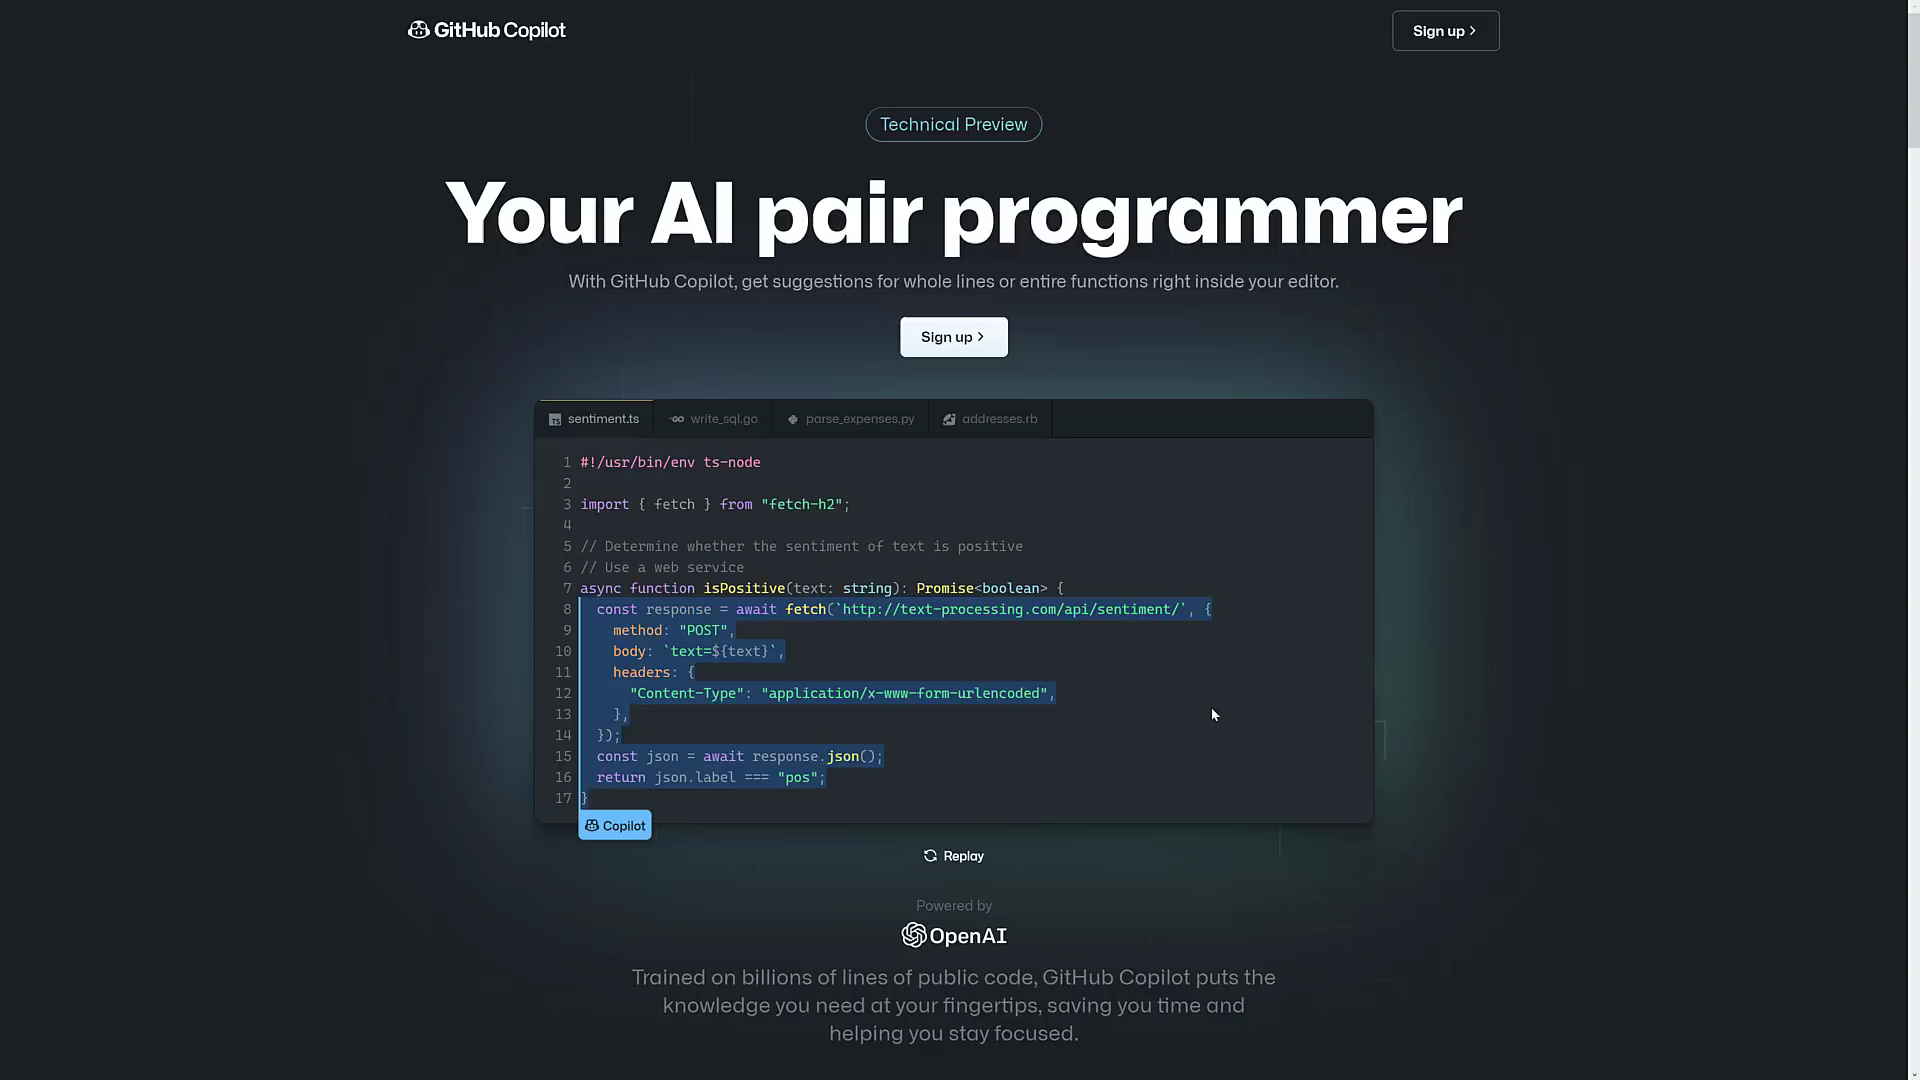 GitHub Copilot
Sign up
Technical Preview
Your AI pair programmer
With GitHub Copilot, get suggestions for whole lines or entire functions right inside your editor.
Sign up
sentiment.ts write_sql.go parse_expenses.py addresses.rb
1 #!/usr/bin/env ts-node
2
3 import { fetch } from "fetch-h2";
4
5 // Determine whether the sentiment of text is positive
6 // Use a web service
7 async function isPositive(text: string): Promise<boolean> {
8 const response = await fetch(`http://text-processing.com/api/sentiment/`, {
9 method: "POST",
10 body: `text=${text}`,
11 headers: {
12 "Content-Type": "application/x-www-form-urlencoded",
13 },
14 });
15 const json = await response.json();
16 return json.label === "pos";
17 }
Copilot
Replay
Powered by
OpenAI
Trained on billions of lines of public code, GitHub Copilot puts the
knowledge you need at your fingertips, saving you time and
helping you stay focused.